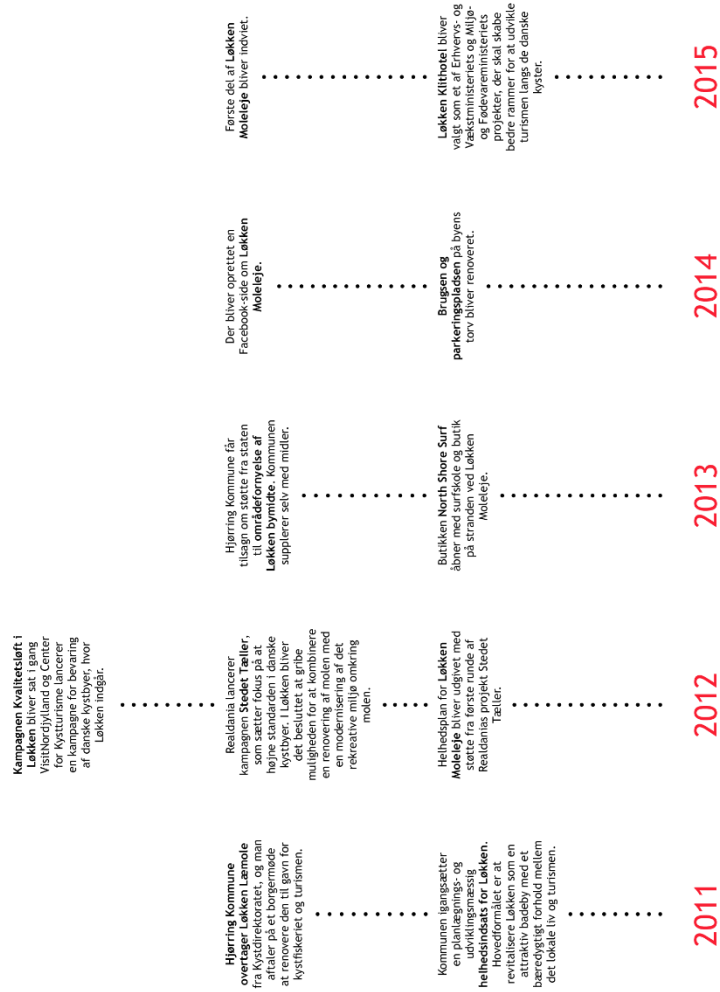 Hjørring Kommune
overtager Løkken Læmole
fra Kystdirektoratet, og man
aftaler på et borgermøde
at renovere den til gavn for
kystfiskeriet og turismen.
Kommunen igangsætter
en planlægnings- og
udviklingsmæssig
helhedsindsats for Løkken.
Hovedformålet er at
revitalisere Løkken som en
attraktiv badeby med et
bæredygtigt forhold mellem
det lokale liv og turismen.
2011
Kampagnen Kvalitetsløft i
Løkken bliver sat i gang
VisitNordjylland og Center
for Kystturisme lancerer
en kampagne for bevaring
af danske kystbyer, hvor
Løkken indgår.
Realdania lancerer
kampagnen Stedet Tæller,
som sætter fokus på at
højne standarden i danske
kystbyer. I Løkken bliver
det besluttet at gribe
muligheden for at kombinere
en renovering af molen med
en modernisering af det
rekreative miljø omkring
molen.
Helhedsplan for Løkken
Moleleje bliver udgivet med
støtte fra første runde af
Realdanias projekt Stedet
Tæller.
2012
Hjørring Kommune får
tilsagn om støtte fra staten
til områdefornyelse af
Løkken bymidte. Kommunen
supplerer selv med midler.
Butikken North Shore Surf
åbner med surfskole og butik
på stranden ved Løkken
Moleleje.
2013
Der bliver oprettet en
Facebook-side om Løkken
Moleleje.
Brugsen og
parkeringspladsen på byens
torv bliver renoveret.
2014
Første del af Løkken
Moleleje bliver indviet.
Løkken Klithotel bliver
valgt som et af Erhvervs- og
Vækstministeriets og Miljø-
og Fødevareministeriets
projekter, der skal skabe
bedre rammer for at udvikle
turismen langs de danske
kyster.
2015